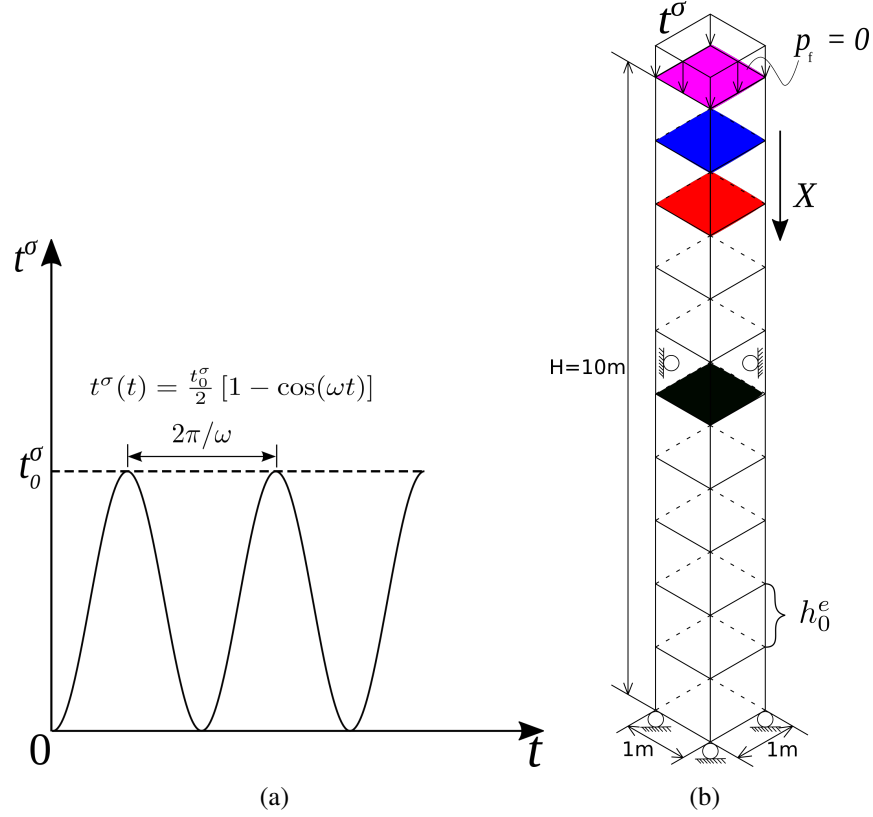 t^σ
t^σ(t) = t_0^σ/2 [1 − cos(ωt)]
2π/ω
t_0^σ
0
t
(a)
t^σ
p_f = 0
X
H=10m
h_0^e
1m
1m
(b)